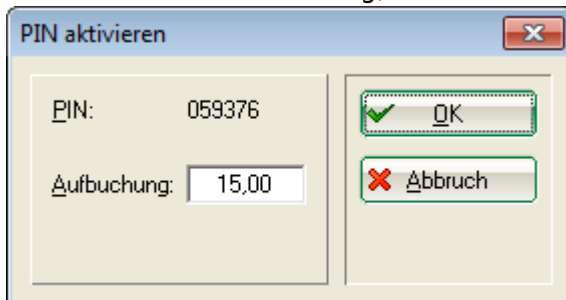 PIN aktivieren
PIN: 059376
OK
Aufbuchung: 15,00
Abbruch